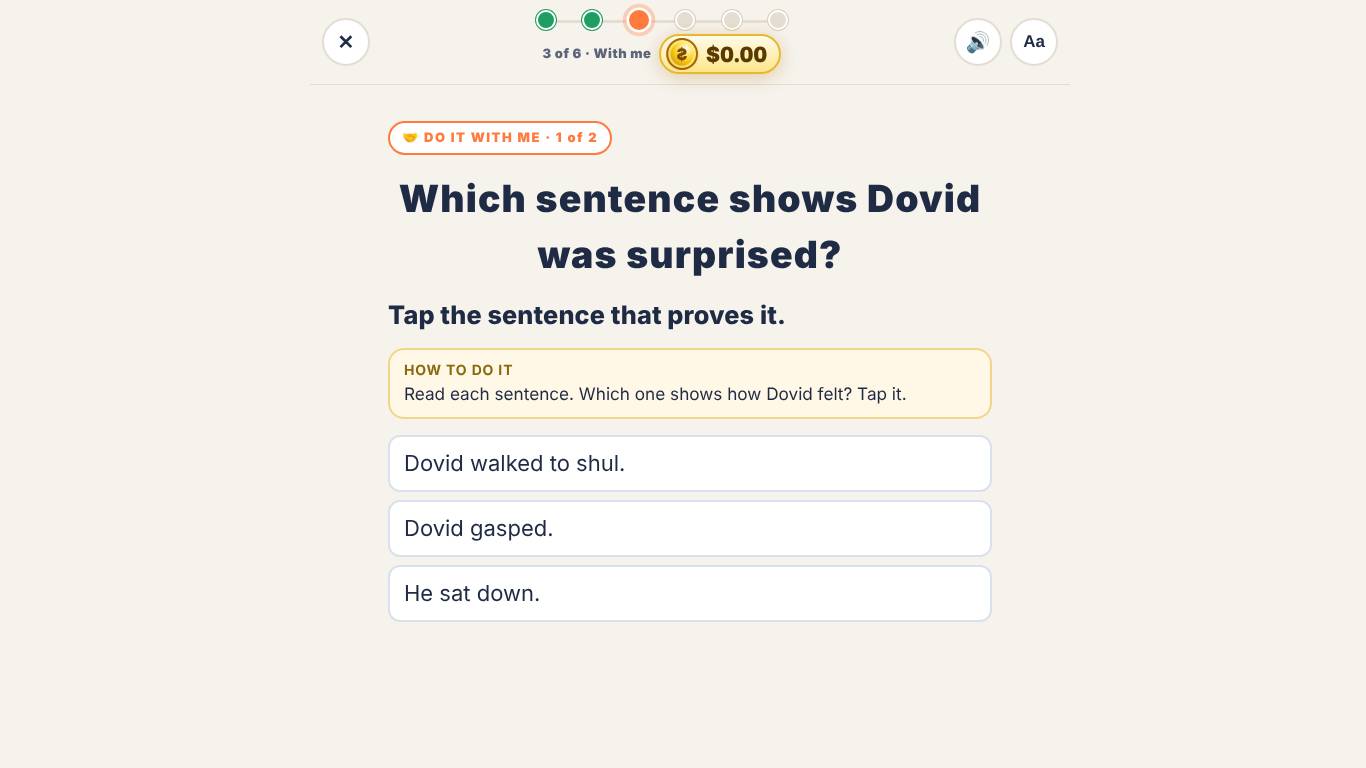 ✕
3 of 6 · With me
$0.00
Aa
DO IT WITH ME · 1 of 2
Which sentence shows Dovid
was surprised?
Tap the sentence that proves it.
HOW TO DO IT
Read each sentence. Which one shows how Dovid felt? Tap it.
Dovid walked to shul.
Dovid gasped.
He sat down.